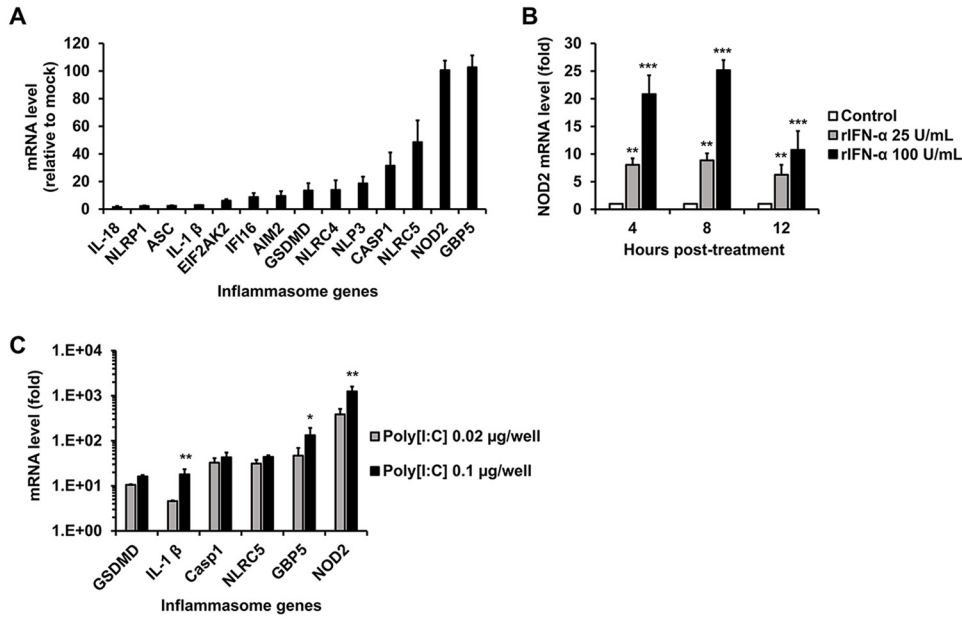 A
mRNA level
(relative to mock)
120
100
80
60
40
20
0
IL-18
NLRP1
ASC
IL-1 β
EIF2AK2
IFI16
AIM2
GSDMD
NLRC4
NLP3
CASP1
NLRC5
NOD2
GBP5
Inflammasome genes
B
NOD2 mRNA level (fold)
30
25
20
15
10
5
0
** ***
** ***
** ***
4 8 12
Hours post-treatment
Control
rIFN-α 25 U/mL
rIFN-α 100 U/mL
C
mRNA level (fold)
1.E+04
1.E+03
1.E+02
1.E+01
1.E+00
**
*
**
GSDMD
IL-1 β
Casp1
NLRC5
GBP5
NOD2
Inflammasome genes
Poly[I:C] 0.02 µg/well
Poly[I:C] 0.1 µg/well